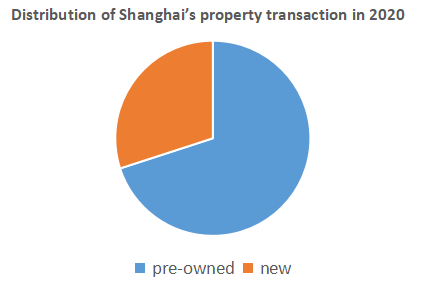 Distribution of Shanghai’s property transaction in 2020
pre-owned new